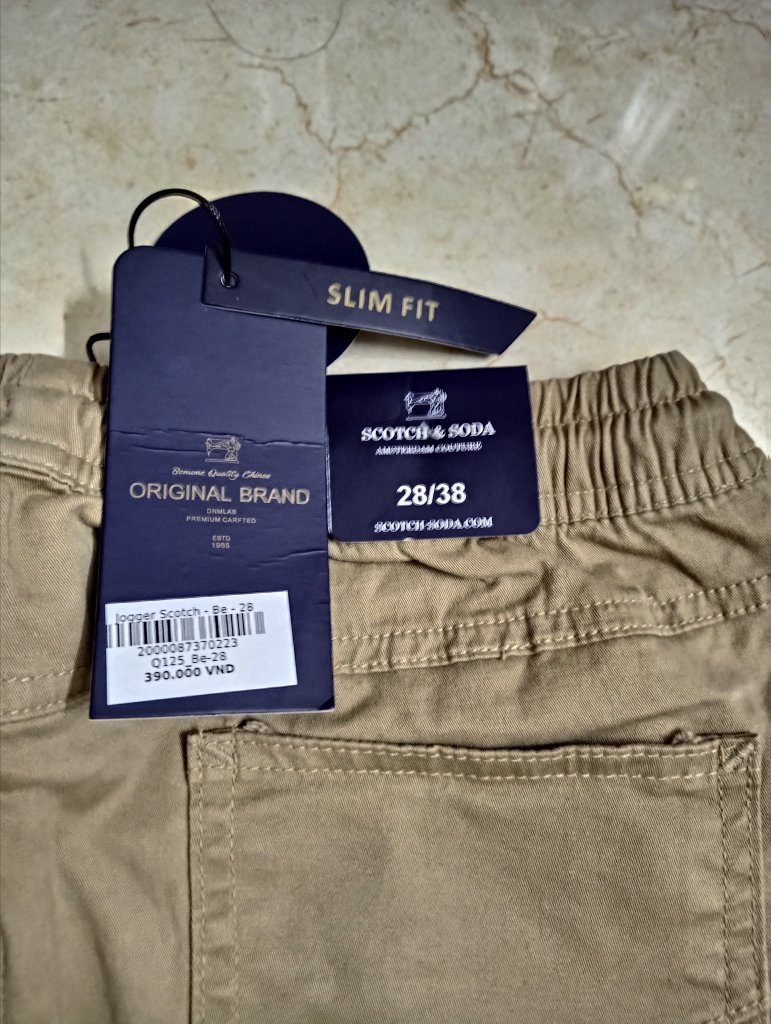 SLIM FIT
SCOTCH & SODA
AMSTERDAM COUTURE
28/38
SCOTCH-SODA.COM
Genume Quality Chinos
ORIGINAL BRAND
DNMLAB
PREMIUM CARFTED
ESTD
1985
Jogger Scotch - Be - 28
2000087370223
Q125_Be-28
390.000 VND